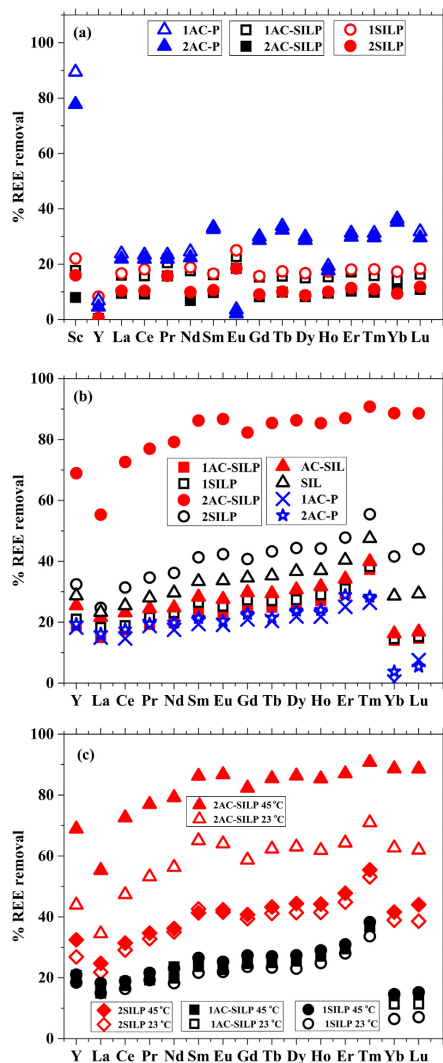 (a)
1AC-P 1AC-SILP 1SILP
2AC-P 2AC-SILP 2SILP
% REE removal
100
80
60
40
20
0
Sc Y La Ce Pr Nd Sm Eu Gd Tb Dy Ho Er Tm Yb Lu
(b)
1AC-SILP AC-SIL
1SILP SIL
2AC-SILP 1AC-P
2SILP 2AC-P
% REE removal
100
80
60
40
20
0
Y La Ce Pr Nd Sm Eu Gd Tb Dy Ho Er Tm Yb Lu
(c)
2AC-SILP 45 °C
2AC-SILP 23 °C
% REE removal
100
80
60
40
20
0
2SILP 45 °C 1AC-SILP 45 °C 1SILP 45 °C
2SILP 23 °C 1AC-SILP 23 °C 1SILP 23 °C
Y La Ce Pr Nd Sm Eu Gd Tb Dy Ho Er Tm Yb Lu